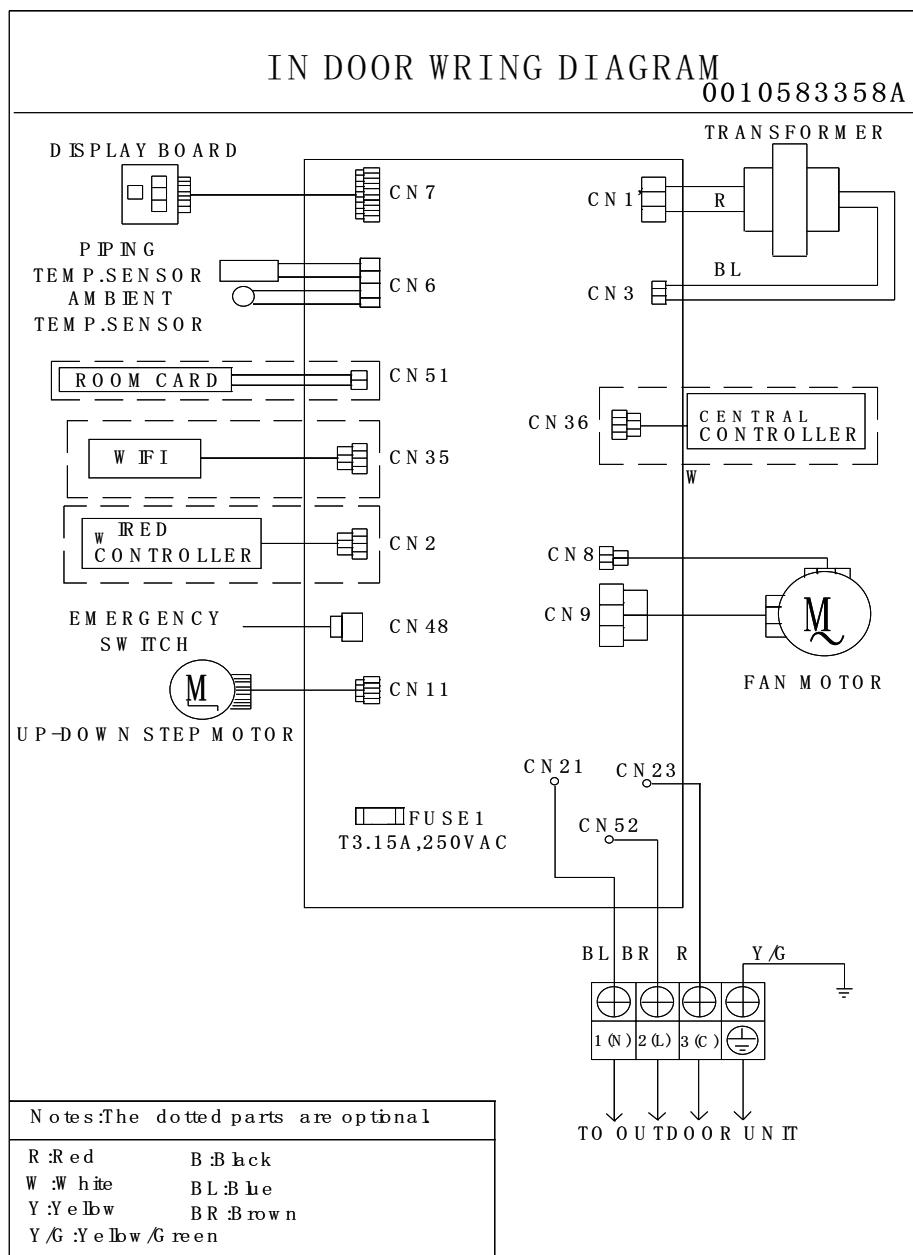 IN DOOR WRING DIAGRAM
0010583358A
TRANSFORMER
DISPLAY BOARD
CN7
CN1
R
PIPING
TEMP.SENSOR
AMBIENT
TEMP.SENSOR
CN6
BL
CN3
ROOM CARD
CN51
CN36
CENTRAL
CONTROLLER
W
WIFI
CN35
WIRED
CONTROLLER
CN2
CN8
CN9
M
FAN MOTOR
EMERGENCY
SWITCH
CN48
M
CN11
UP-DOWN STEP MOTOR
CN21
CN23
CN52
FUSE1
T3.15A,250VAC
BL BR R Y/G
1(N) 2(L) 3(C)
TO OUTDOOR UNIT
Notes:The dotted parts are optional
R:Red B:Black
W:White BL:Blue
Y:Yellow BR:Brown
Y/G:Yellow/Green